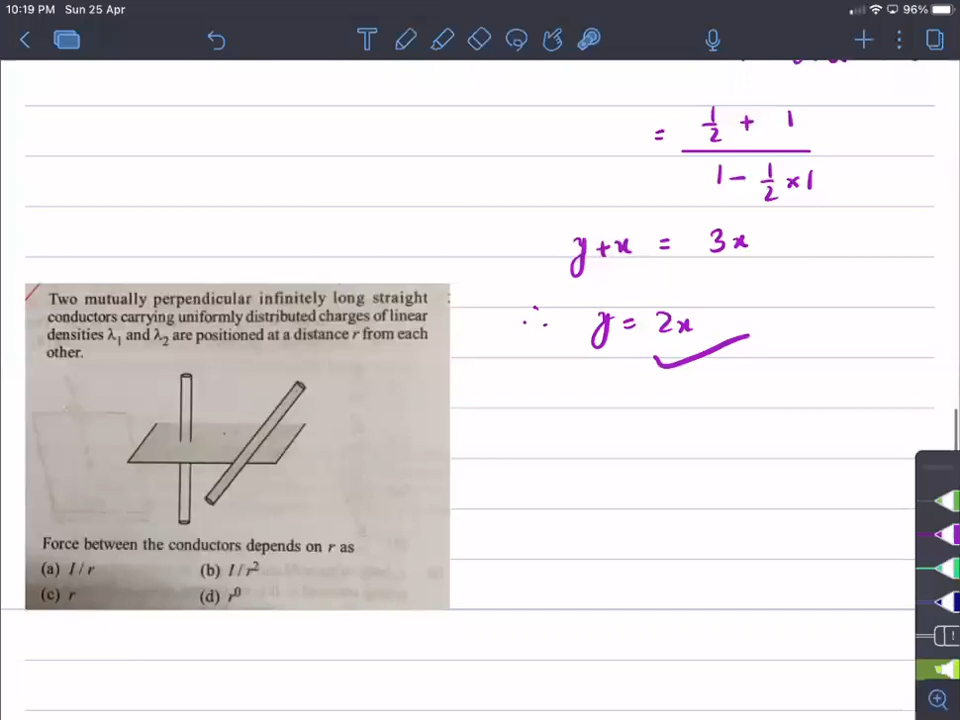 10:19 PM Sun 25 Apr
96%
= 1/2 + 1
1 - 1/2 × 1
y + x = 3x
∴ y = 2x
Two mutually perpendicular infinitely long straight
conductors carrying uniformly distributed charges of linear
densities λ₁ and λ₂ are positioned at a distance r from each
other.
Force between the conductors depends on r as
(a) 1/r (b) 1/r²
(c) r (d) r⁰